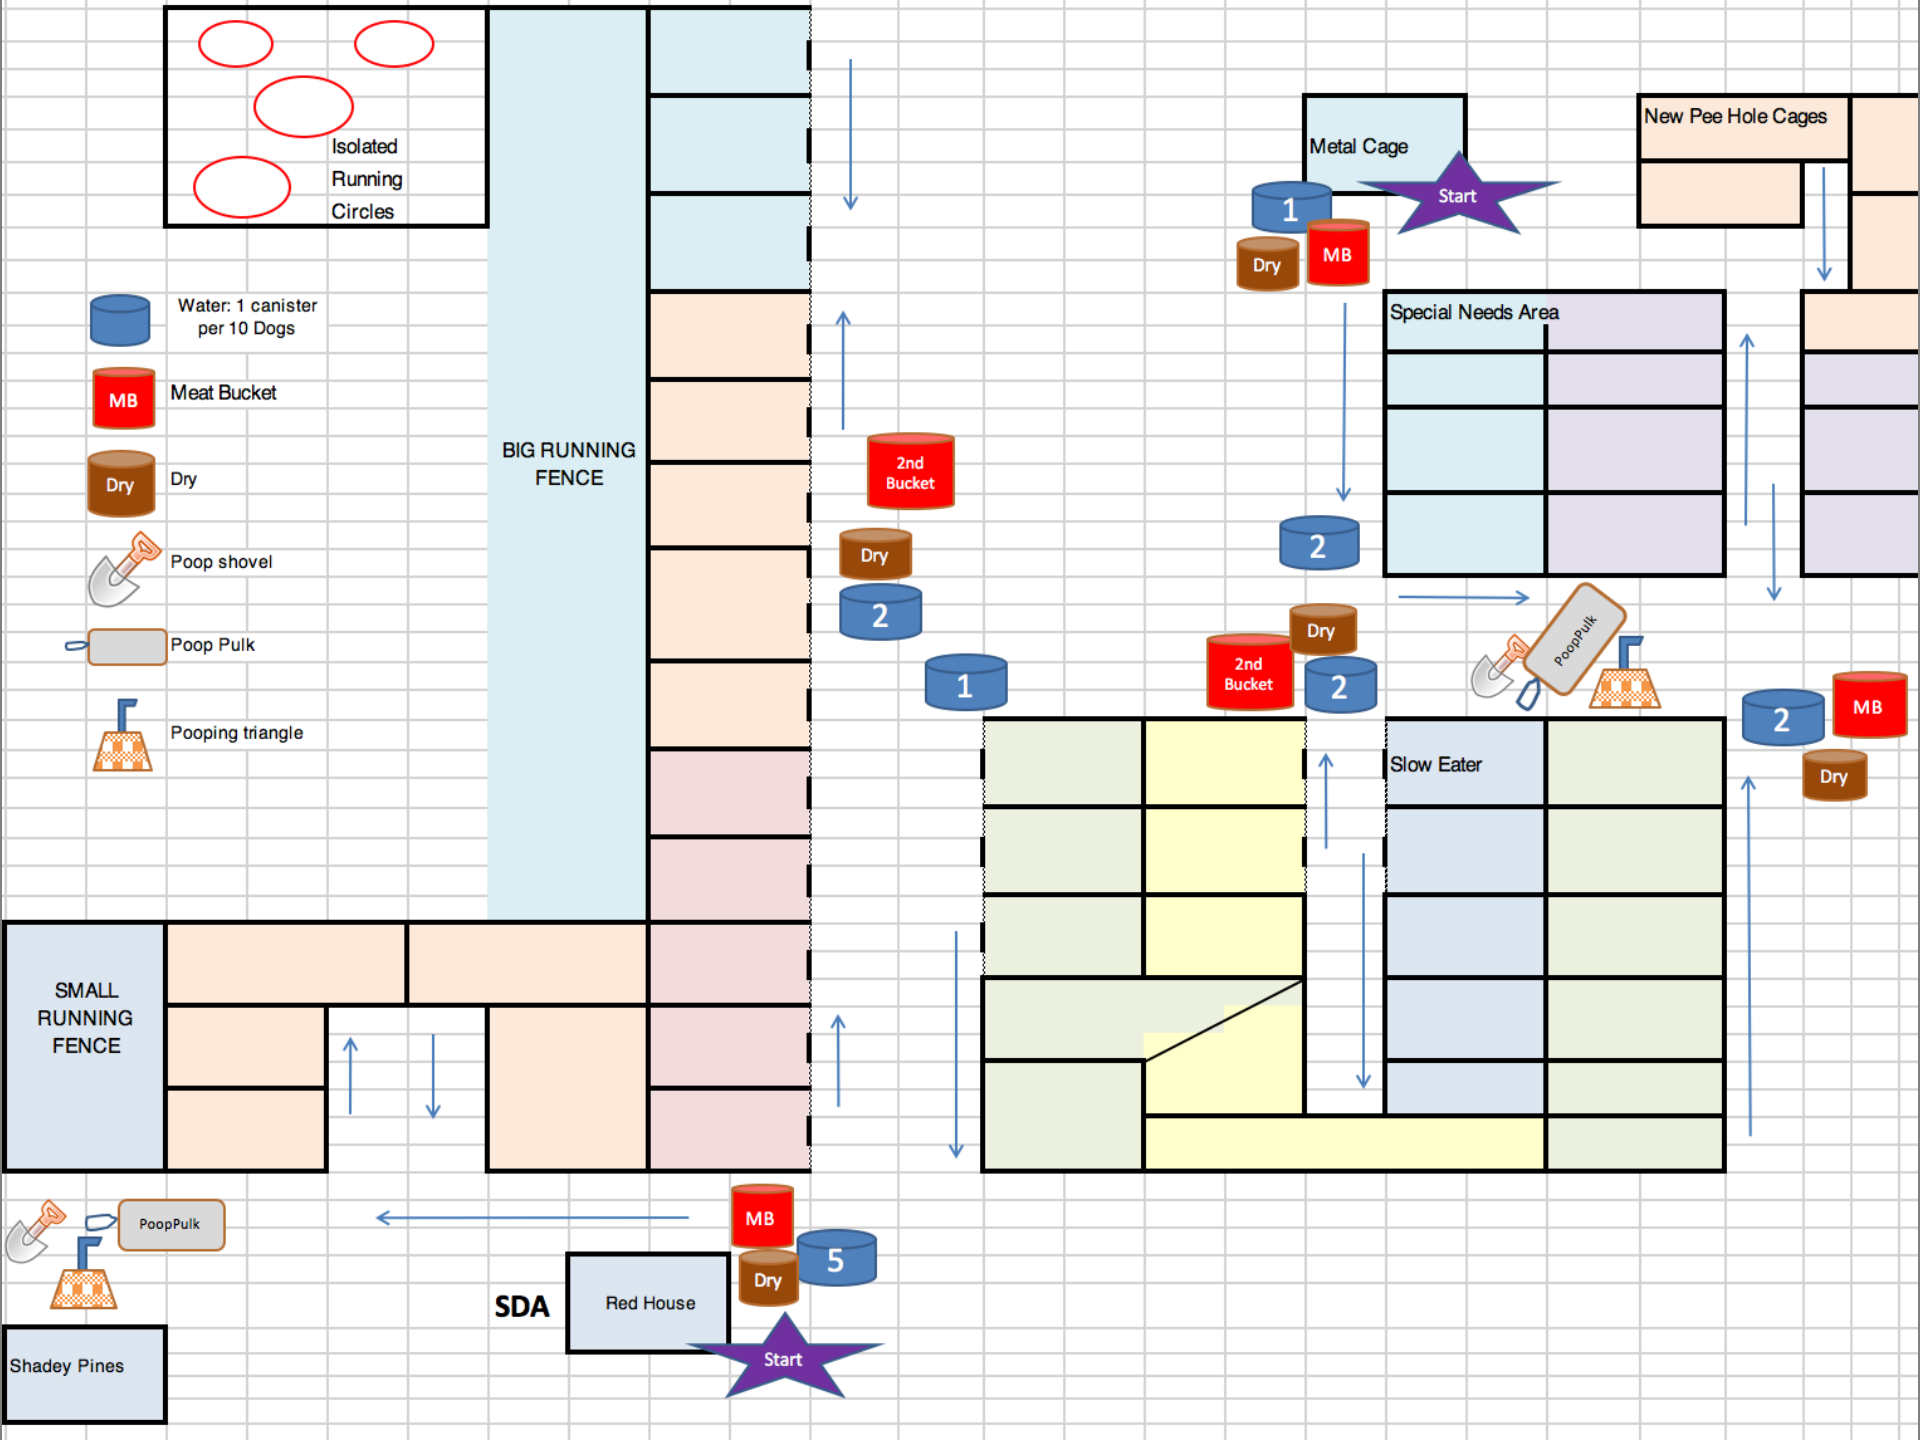 Isolated
Running
Circles
Metal Cage
New Pee Hole Cages
Start
1
MB
Dry
Water: 1 canister
per 10 Dogs
Special Needs Area
MB
Meat Bucket
BIG RUNNING
FENCE
2nd
Bucket
Dry
Dry
Dry
2
Poop shovel
2
Dry
PoopPulk
2nd
Bucket
2
1
Poop Pulk
2
MB
Dry
Pooping triangle
Slow Eater
SMALL
RUNNING
FENCE
PoopPulk
MB
5
Dry
SDA
Red House
Start
Shadey Pines